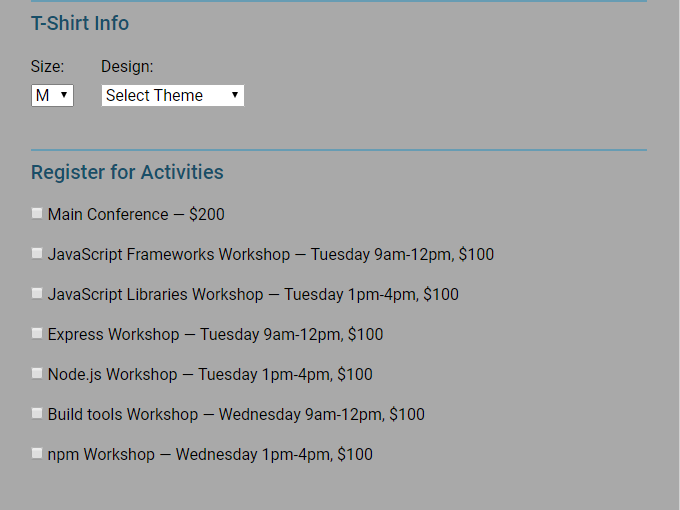 T-Shirt Info
Size: Design:
M Select Theme
Register for Activities
Main Conference — $200
JavaScript Frameworks Workshop — Tuesday 9am-12pm, $100
JavaScript Libraries Workshop — Tuesday 1pm-4pm, $100
Express Workshop — Tuesday 9am-12pm, $100
Node.js Workshop — Tuesday 1pm-4pm, $100
Build tools Workshop — Wednesday 9am-12pm, $100
npm Workshop — Wednesday 1pm-4pm, $100